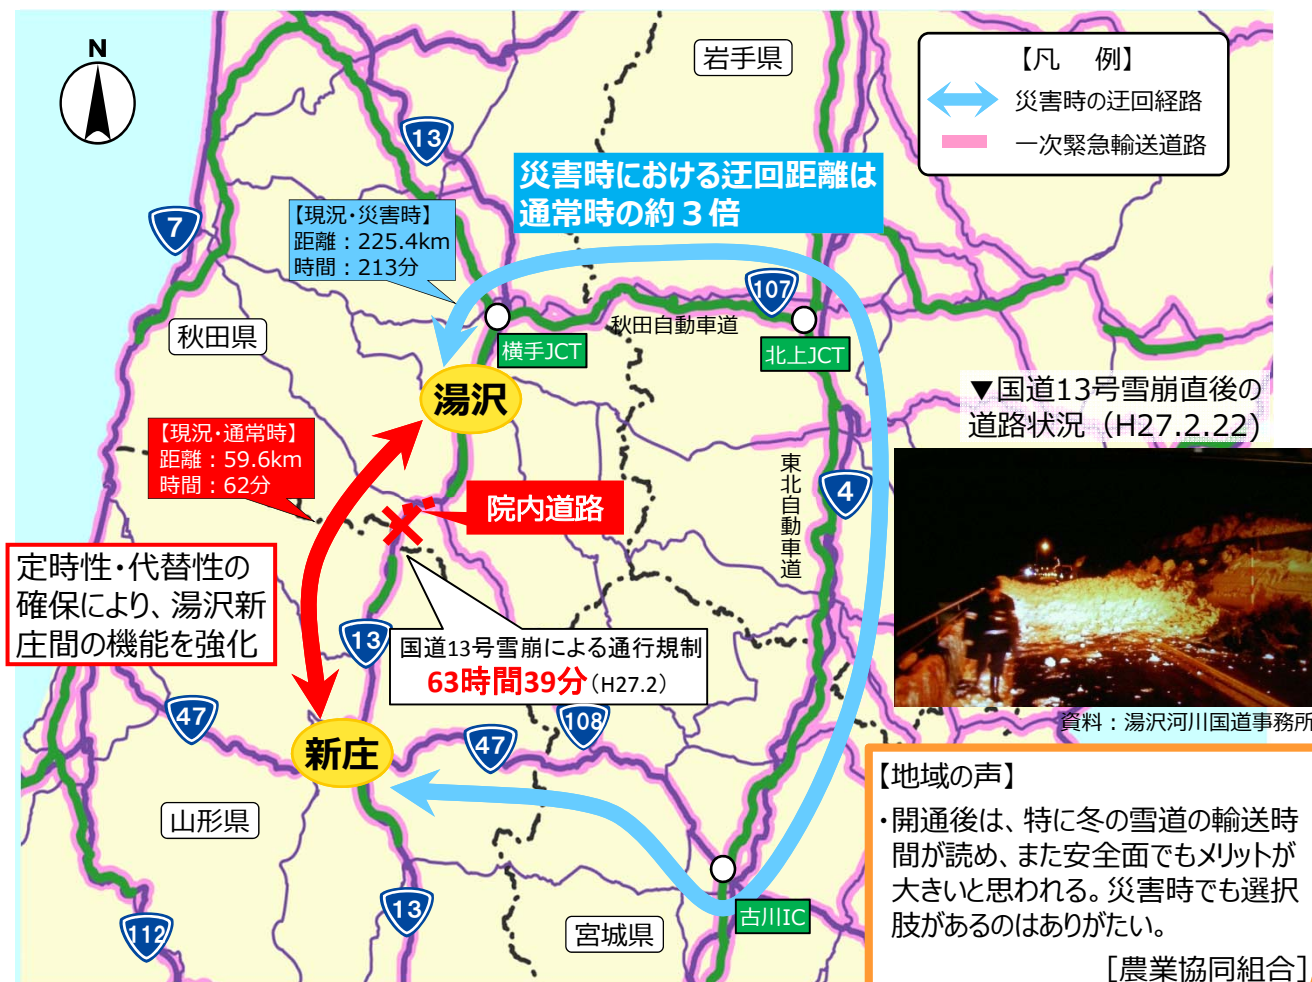 N
岩手県
【凡　例】
災害時の迂回経路
一次緊急輸送道路
13
災害時における迂回距離は
通常時の約３倍
7
【現況・災害時】
距離：225.4km
時間：213分
107
秋田自動車道
秋田県
横手JCT
北上JCT
湯沢
▼国道13号雪崩直後の
道路状況（H27.2.22）
【現況・通常時】
距離：59.6km
時間：62分
東北自動車道
4
院内道路
定時性・代替性の
確保により、湯沢新
庄間の機能を強化
13
国道13号雪崩による通行規制
63時間39分（H27.2）
47
108
47
資料：湯沢河川国道事務所
新庄
【地域の声】
・開通後は、特に冬の雪道の輸送時
間が読め、また安全面でもメリットが
大きいと思われる。災害時でも選択
肢があるのはありがたい。
［農業協同組合］
山形県
13
古川IC
112
宮城県